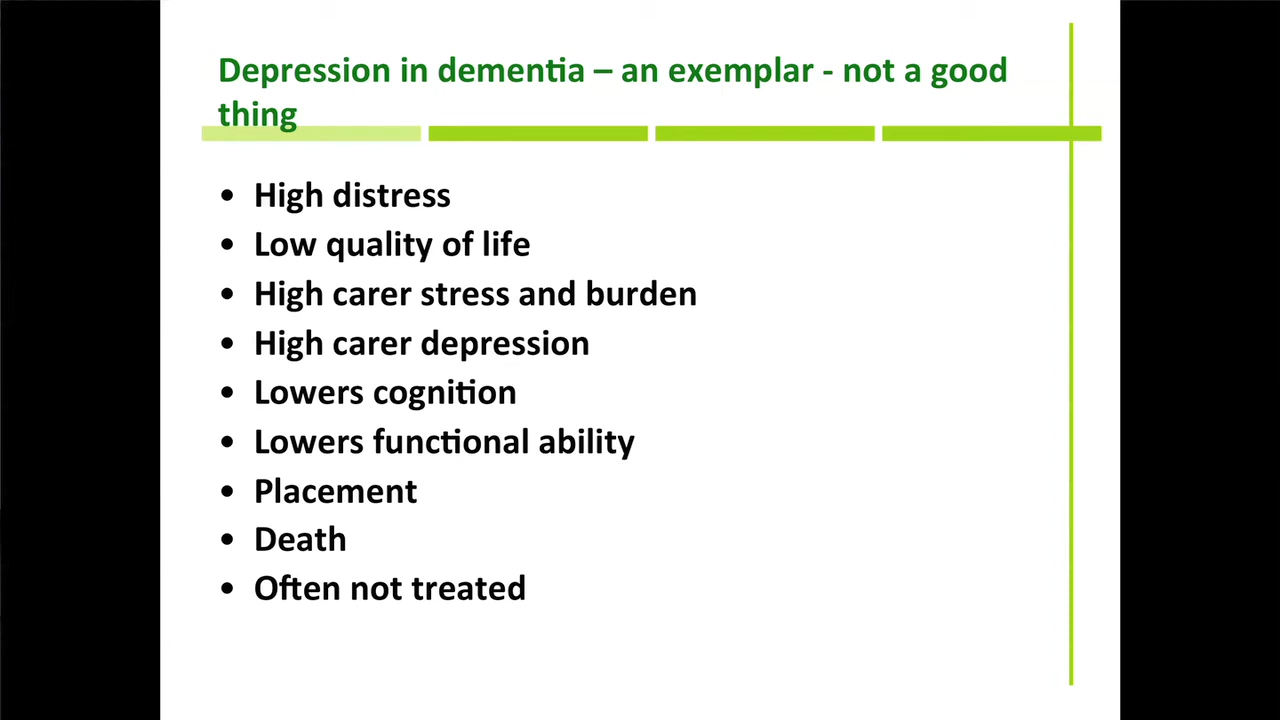 Depression in dementia – an exemplar - not a good
thing
• High distress
• Low quality of life
• High carer stress and burden
• High carer depression
• Lowers cognition
• Lowers functional ability
• Placement
• Death
• Often not treated